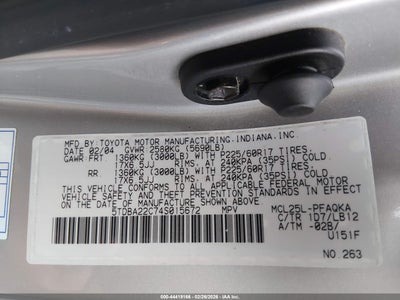 MFD. BY: TOYOTA MOTOR MANUFACTURING,INDIANA,INC.
DATE 02/04 GVWR 2580KG (5690LB)
GAWR FRT 1360KG (3000LB) WITH P225/60R17 TIRES.
17X6.5JJ RIMS. AT 240KPA (35PSI) COLD
RR 1360KG (3000LB) WITH P225/60R17 TIRES.
17X6.5JJ RIMS. AT 240KPA (35PSI) COLD
THIS VEHICLE CONFORMS TO ALL APPLICABLE FEDERAL MOTOR
VEHICLE SAFETY AND THEFT PREVENTION STANDARDS IN
EFFECT ON THE DATE OF MANUFACTURE SHOWN ABOVE.
5TDBA22C74S015672 MPV MCL25L-PFAQKA
C/TR 1D7/LB12
A/TM -02B/
U151F
NO.263
500-44419166 (02/26/2026) - IAA